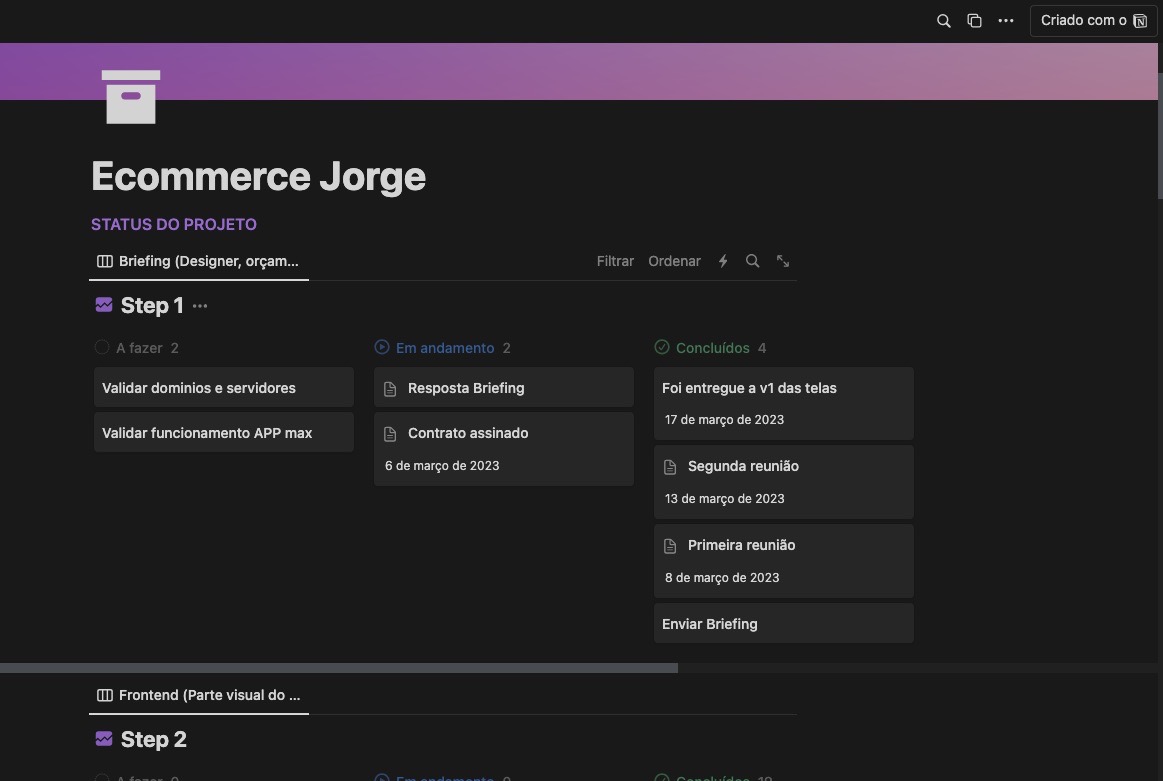 Criado com o
Ecommerce Jorge
STATUS DO PROJETO
Briefing (Designer, orçam...
Filtrar Ordenar
Step 1
A fazer 2
Validar dominios e servidores
Validar funcionamento APP max
Em andamento 2
Resposta Briefing
Contrato assinado
6 de março de 2023
Concluídos 4
Foi entregue a v1 das telas
17 de março de 2023
Segunda reunião
13 de março de 2023
Primeira reunião
8 de março de 2023
Enviar Briefing
Frontend (Parte visual do ...
Step 2
A fazer
Em andamento
Concluídos